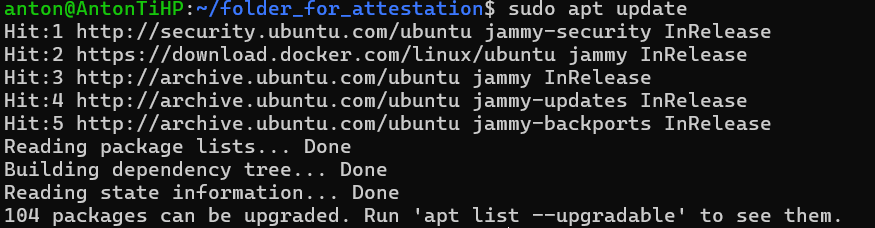 anton@AntonTiHP:~/folder_for_attestation$ sudo apt update
Hit:1 http://security.ubuntu.com/ubuntu jammy-security InRelease
Hit:2 https://download.docker.com/linux/ubuntu jammy InRelease
Hit:3 http://archive.ubuntu.com/ubuntu jammy InRelease
Hit:4 http://archive.ubuntu.com/ubuntu jammy-updates InRelease
Hit:5 http://archive.ubuntu.com/ubuntu jammy-backports InRelease
Reading package lists... Done
Building dependency tree... Done
Reading state information... Done
104 packages can be upgraded. Run 'apt list --upgradable' to see them.